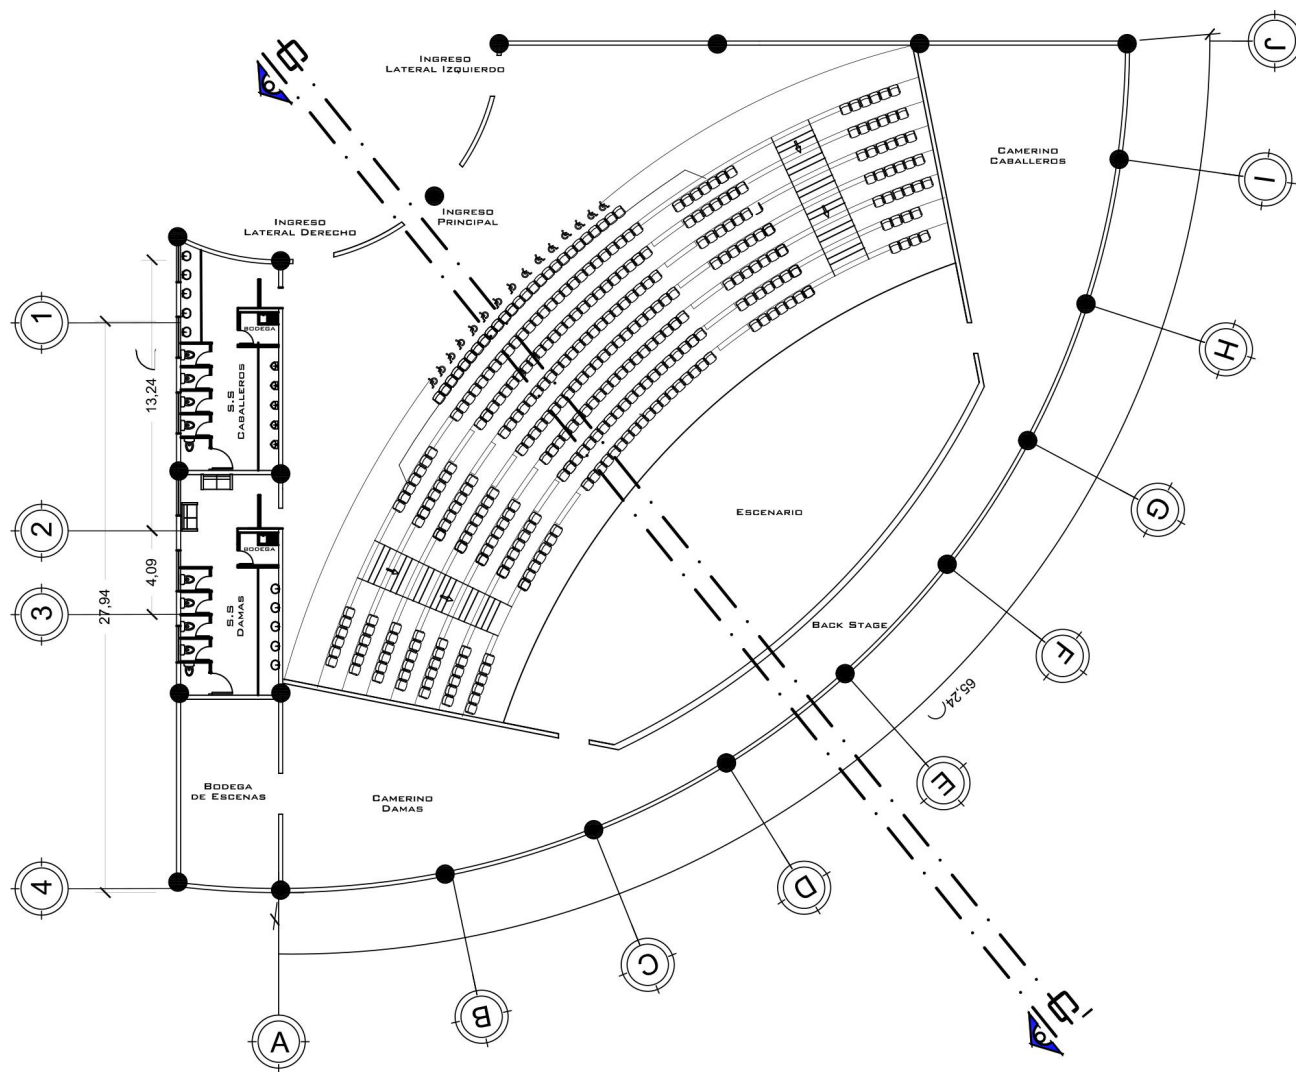 INGRESO
LATERAL IZQUIERDO
J
CAMERINO
CABALLEROS
I
INGRESO
PRINCIPAL
INGRESO
LATERAL DERECHO
1
BODEGA
H
13,24
S.S
CABALLEROS
2
G
ESCENARIO
BODEGA
4,09
3
27,94
S.S
DAMAS
BACK STAGE
F
65,24
E
BODEGA
DE ESCENAS
CAMERINO
DAMAS
4
D
C
B
A